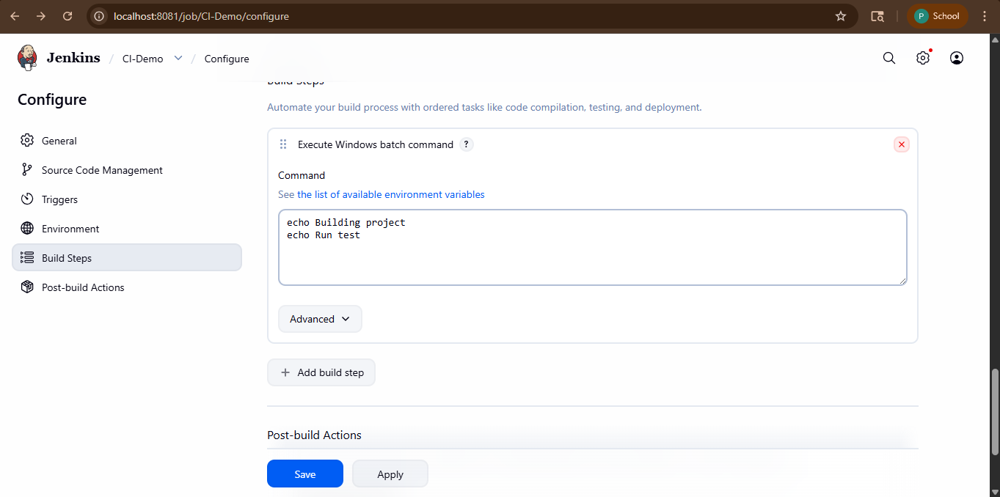 localhost:8081/job/CI-Demo/configure
P School
Jenkins / CI-Demo / Configure
Configure
General
Source Code Management
Triggers
Environment
Build Steps
Post-build Actions
Build Steps
Automate your build process with ordered tasks like code compilation, testing, and deployment.
Execute Windows batch command ?
Command
See the list of available environment variables
echo Building project
echo Run test
Advanced
+ Add build step
Post-build Actions
Save
Apply